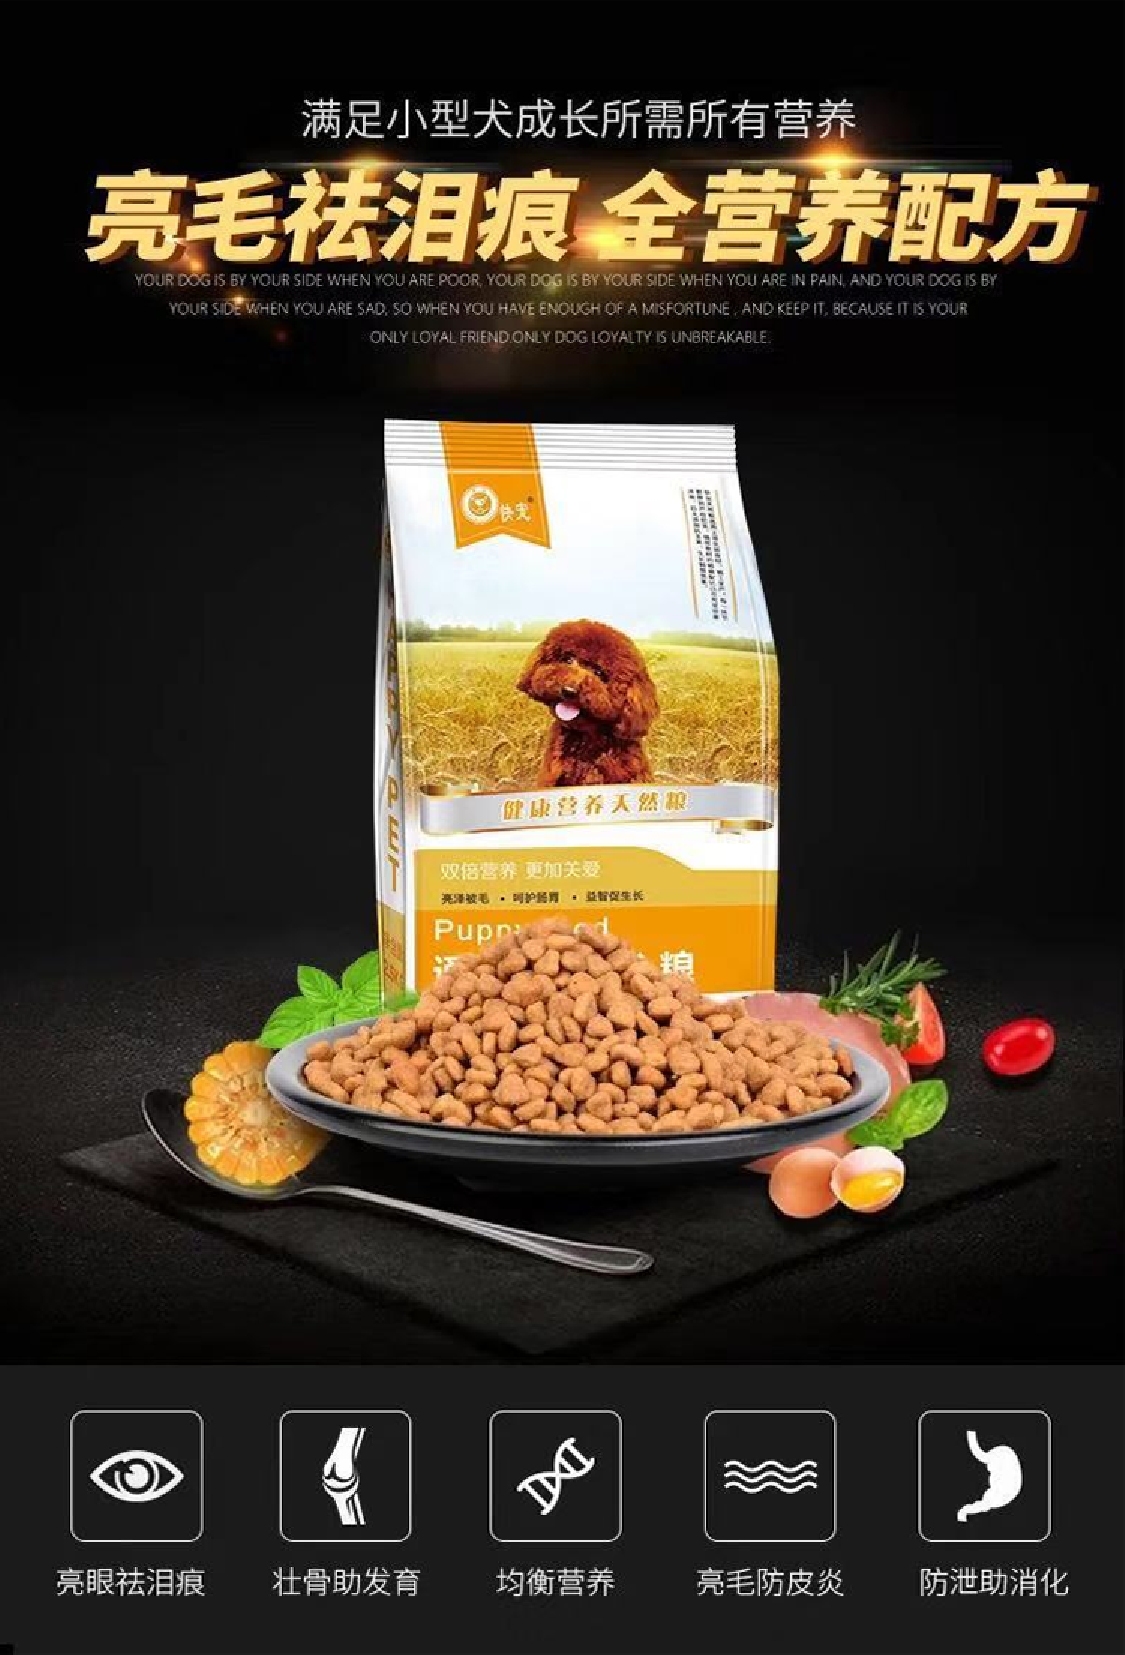 满足小型犬成长所需所有营养
亮毛祛泪痕 全营养配方
YOUR DOG IS BY YOUR SIDE WHEN YOU ARE POOR, YOUR DOG IS BY YOUR SIDE WHEN YOU ARE IN PAIN, AND YOUR DOG IS BY
YOUR SIDE WHEN YOU ARE SAD, SO WHEN YOU HAVE ENOUGH OF A MISFORTUNE . AND KEEP IT, BECAUSE IT IS YOUR
ONLY LOYAL FRIEND.ONLY DOG LOYALTY IS UNBREAKABLE.
PET
健康营养天然粮
双倍营养 更加关爱
亮泽被毛 · 呵护肠胃 · 益智促生长
粮
亮眼祛泪痕
壮骨助发育
均衡营养
亮毛防皮炎
防泄助消化